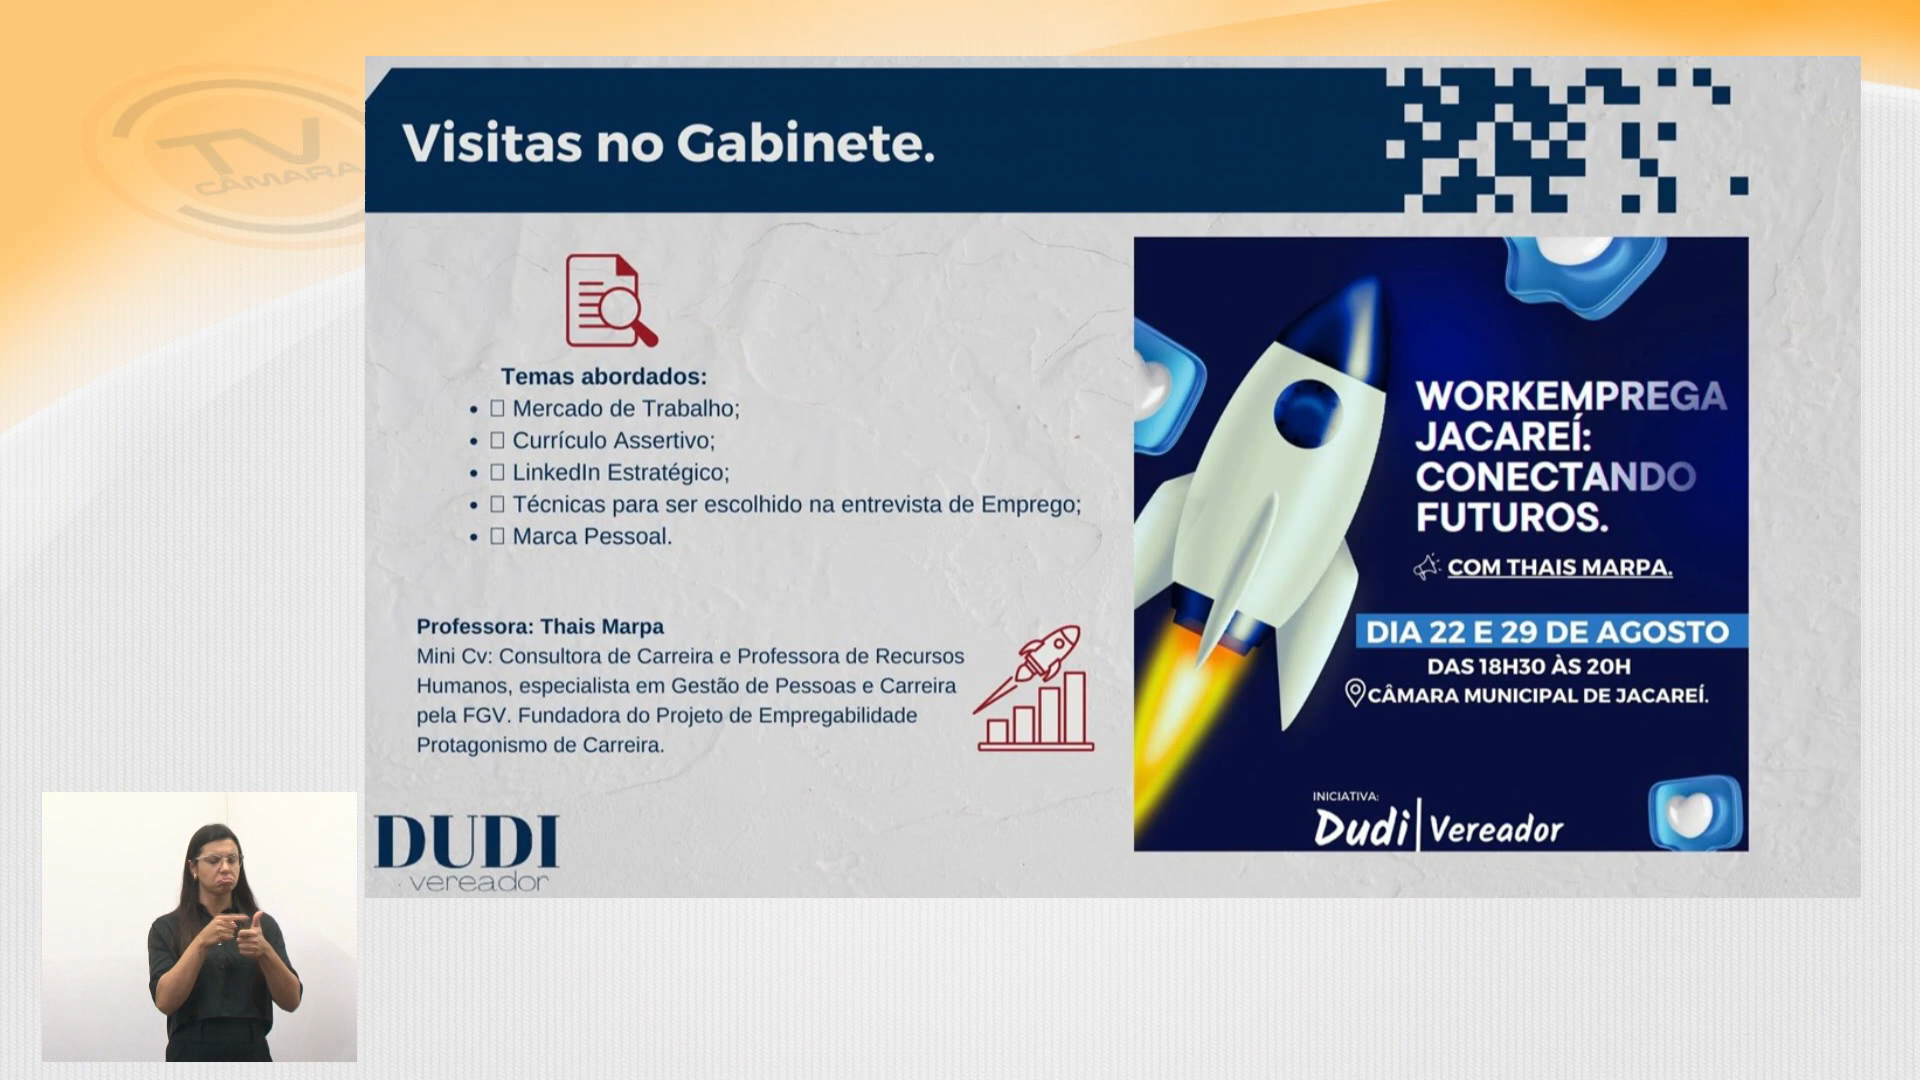 TV
CÂMARA
Visitas no Gabinete.
Temas abordados:
Mercado de Trabalho;
Currículo Assertivo;
LinkedIn Estratégico;
Técnicas para ser escolhido na entrevista de Emprego;
Marca Pessoal.
Professora: Thais Marpa
Mini Cv: Consultora de Carreira e Professora de Recursos
Humanos, especialista em Gestão de Pessoas e Carreira
pela FGV. Fundadora do Projeto de Empregabilidade
Protagonismo de Carreira.
DUDI
vereador
WORKEMPREGA
JACAREÍ:
CONECTANDO
FUTUROS.
COM THAIS MARPA.
DIA 22 E 29 DE AGOSTO
DAS 18H30 ÀS 20H
CÂMARA MUNICIPAL DE JACAREÍ.
INICIATIVA:
Dudi Vereador